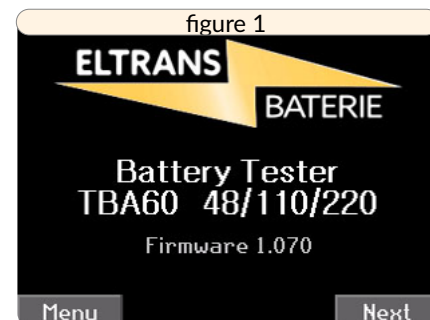 figure 1
ELTRANS
BATERIE
Battery Tester
TBA60 48/110/220
Firmware 1.070
Menu
Next